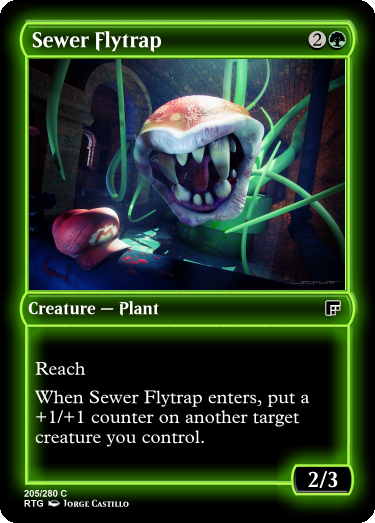 Sewer Flytrap 2
Creature — Plant
Reach
When Sewer Flytrap enters, put a
+1/+1 counter on another target
creature you control.
2/3
205/280 C
RTG Jorge Castillo